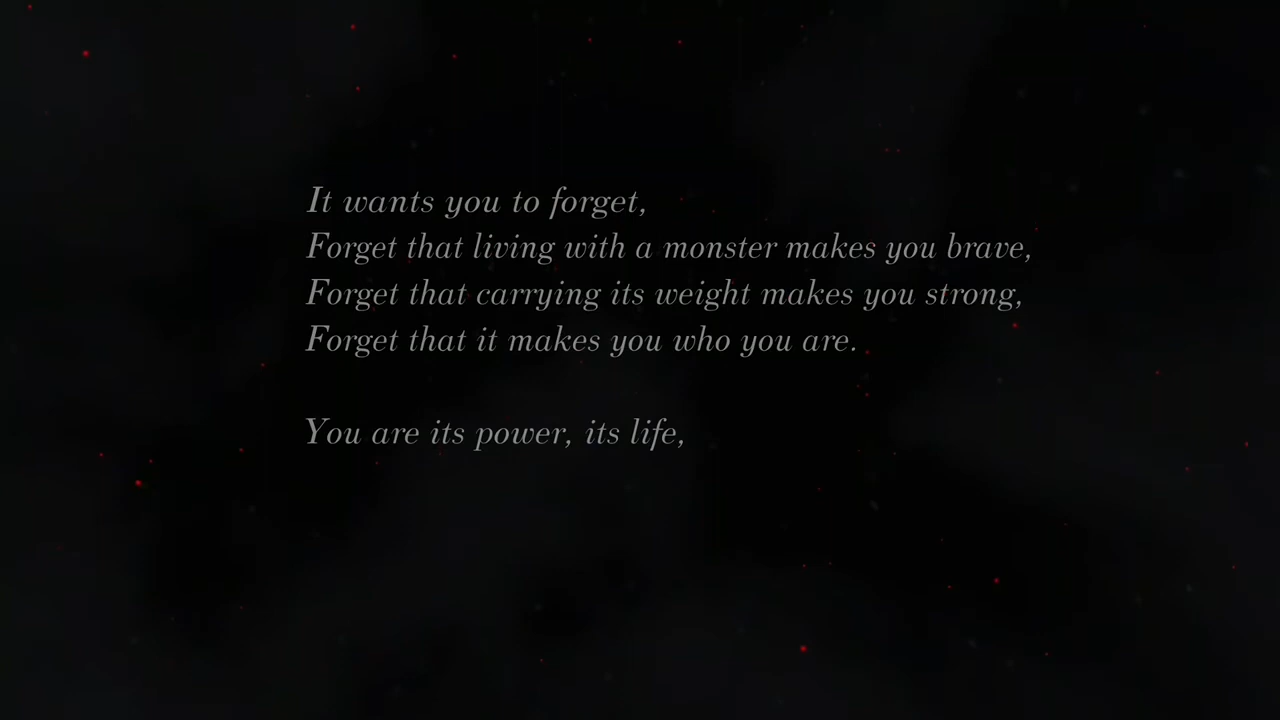 It wants you to forget,
Forget that living with a monster makes you brave,
Forget that carrying its weight makes you strong,
Forget that it makes you who you are.
You are its power, its life,